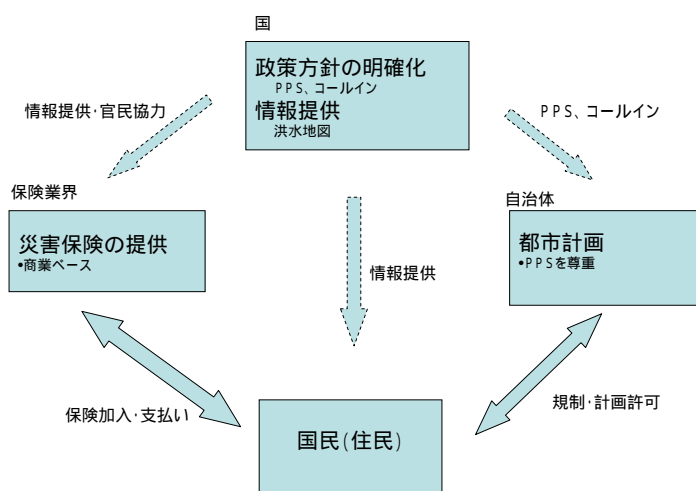 国
政策方針の明確化
PPS、コールイン
情報提供
洪水地図
情報提供・官民協力
PPS、コールイン
保険業界
災害保険の提供
•商業ベース
自治体
都市計画
•PPSを尊重
情報提供
保険加入・支払い
規制・計画許可
国民(住民)